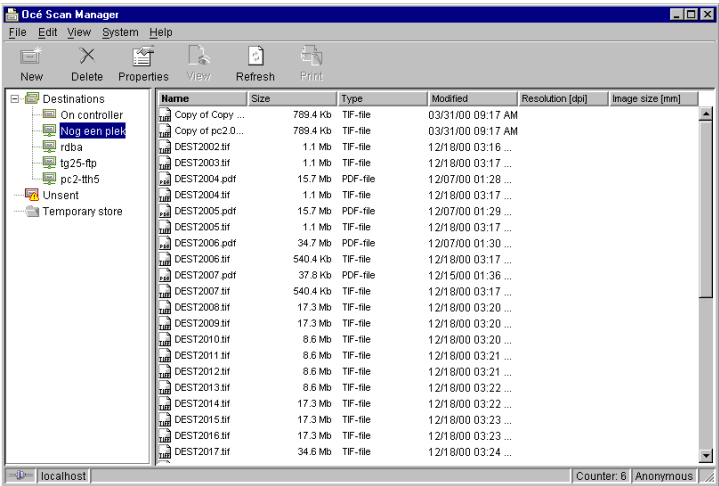 Océ Scan Manager
File Edit View System Help
New Delete Properties View Refresh Print
Destinations
On controller
Nog een plek
rdba
tg25-ftp
pc2-tth5
Unsent
Temporary store
Name Size Type Modified Resolution [dpi] Image size [mm]
Copy of Copy ... 789.4 Kb TIF-file 03/31/00 09:17 AM
Copy of pc2.0... 789.4 Kb TIF-file 03/31/00 09:17 AM
DEST2002.tif 1.1 Mb TIF-file 12/18/00 03:16 ...
DEST2003.tif 1.1 Mb TIF-file 12/18/00 03:17 ...
DEST2004.pdf 15.7 Mb PDF-file 12/07/00 01:28 ...
DEST2004.tif 1.1 Mb TIF-file 12/18/00 03:17 ...
DEST2005.pdf 15.7 Mb PDF-file 12/07/00 01:29 ...
DEST2005.tif 1.1 Mb TIF-file 12/18/00 03:17 ...
DEST2006.pdf 34.7 Mb PDF-file 12/07/00 01:30 ...
DEST2006.tif 540.4 Kb TIF-file 12/18/00 03:17 ...
DEST2007.pdf 37.8 Kb PDF-file 12/15/00 01:36 ...
DEST2007.tif 540.4 Kb TIF-file 12/18/00 03:17 ...
DEST2008.tif 17.3 Mb TIF-file 12/18/00 03:20 ...
DEST2009.tif 17.3 Mb TIF-file 12/18/00 03:20 ...
DEST2010.tif 8.6 Mb TIF-file 12/18/00 03:20 ...
DEST2011.tif 8.6 Mb TIF-file 12/18/00 03:21 ...
DEST2012.tif 8.6 Mb TIF-file 12/18/00 03:21 ...
DEST2013.tif 8.6 Mb TIF-file 12/18/00 03:22 ...
DEST2014.tif 17.3 Mb TIF-file 12/18/00 03:22 ...
DEST2015.tif 17.3 Mb TIF-file 12/18/00 03:23 ...
DEST2016.tif 17.3 Mb TIF-file 12/18/00 03:23 ...
DEST2017.tif 34.6 Mb TIF-file 12/18/00 03:24 ...
localhost Counter: 6 Anonymous